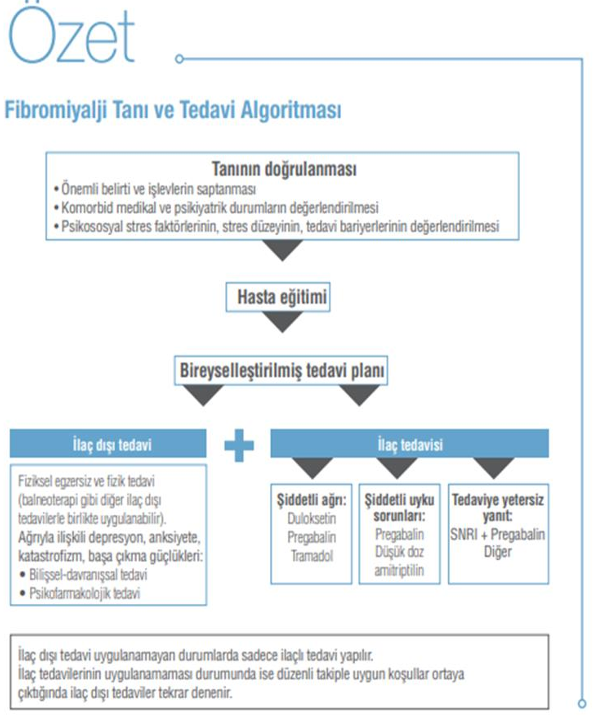 Özet
Fibromiyalji Tanı ve Tedavi Algoritması
Tanının doğrulanması
• Önemli belirti ve işlevlerin saptanması
• Komorbid medikal ve psikiyatrik durumların değerlendirilmesi
• Psikososyal stres faktörlerinin, stres düzeyinin, tedavi bariyerlerinin değerlendirilmesi
Hasta eğitimi
Bireyselleştirilmiş tedavi planı
İlaç dışı tedavi
Fiziksel egzersiz ve fizik tedavi
(balneoterapi gibi diğer ilaç dışı
tedavilerle birlikte uygulanabilir).
Ağrıyla ilişkili depresyon, anksiyete,
katastrofizm, başa çıkma güçlükleri:
• Bilişsel-davranışsal tedavi
• Psikofarmakolojik tedavi
+
İlaç tedavisi
Şiddetli ağrı:
Duloksetin
Pregabalin
Tramadol
Şiddetli uyku
sorunları:
Pregabalin
Düşük doz
amitriptilin
Tedaviye yetersiz
yanıt:
SNRI + Pregabalin
Diğer
İlaç dışı tedavi uygulanamayan durumlarda sadece ilaçlı tedavi yapılır.
İlaç tedavilerinin uygulanamaması durumunda ise düzenli takiple uygun koşullar ortaya
çıktığında ilaç dışı tedaviler tekrar denenir.